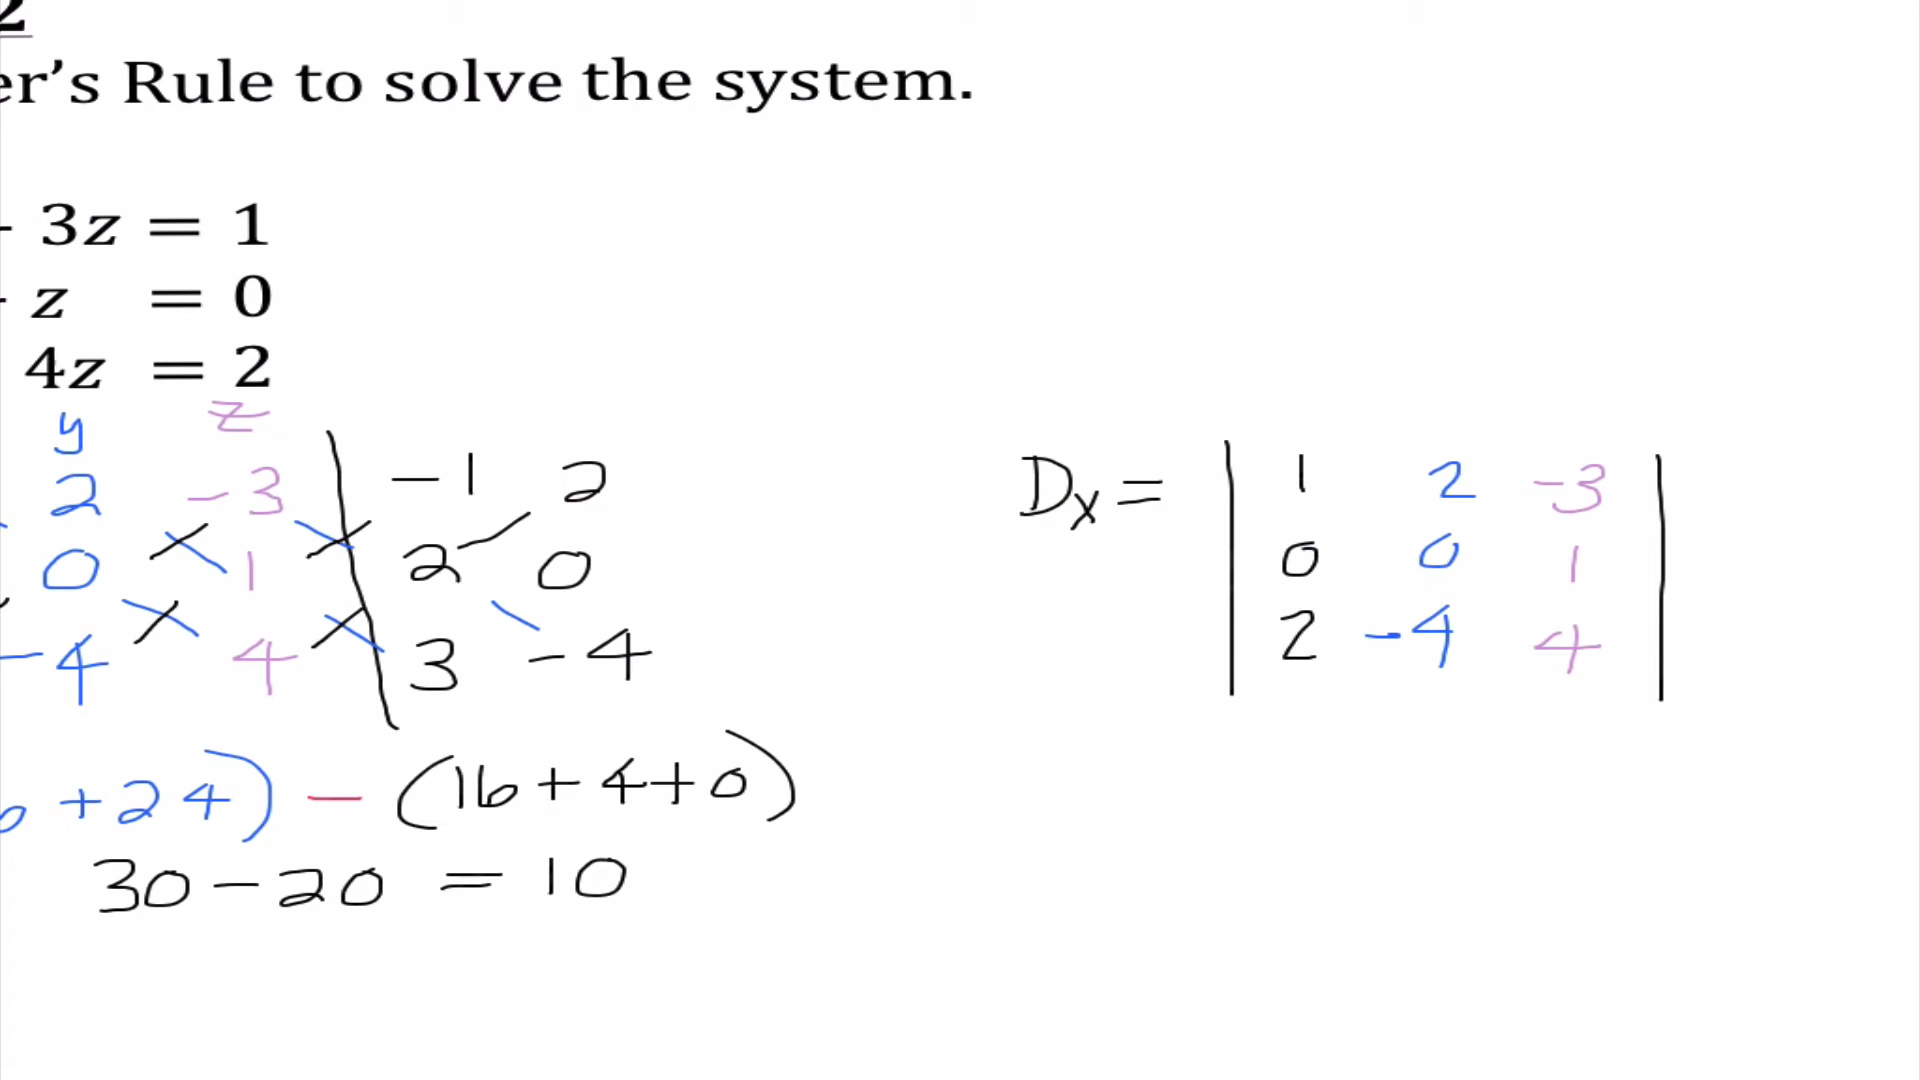 2
er's Rule to solve the system.
- 3z = 1
- z = 0
4z = 2
y z
2 -3 | -1 2
0 1 | 2 0
-4 4 | 3 -4
+24) - (16+4+0)
30-20 = 10
Dx = | 1 2 -3 |
0 0 1
2 -4 4